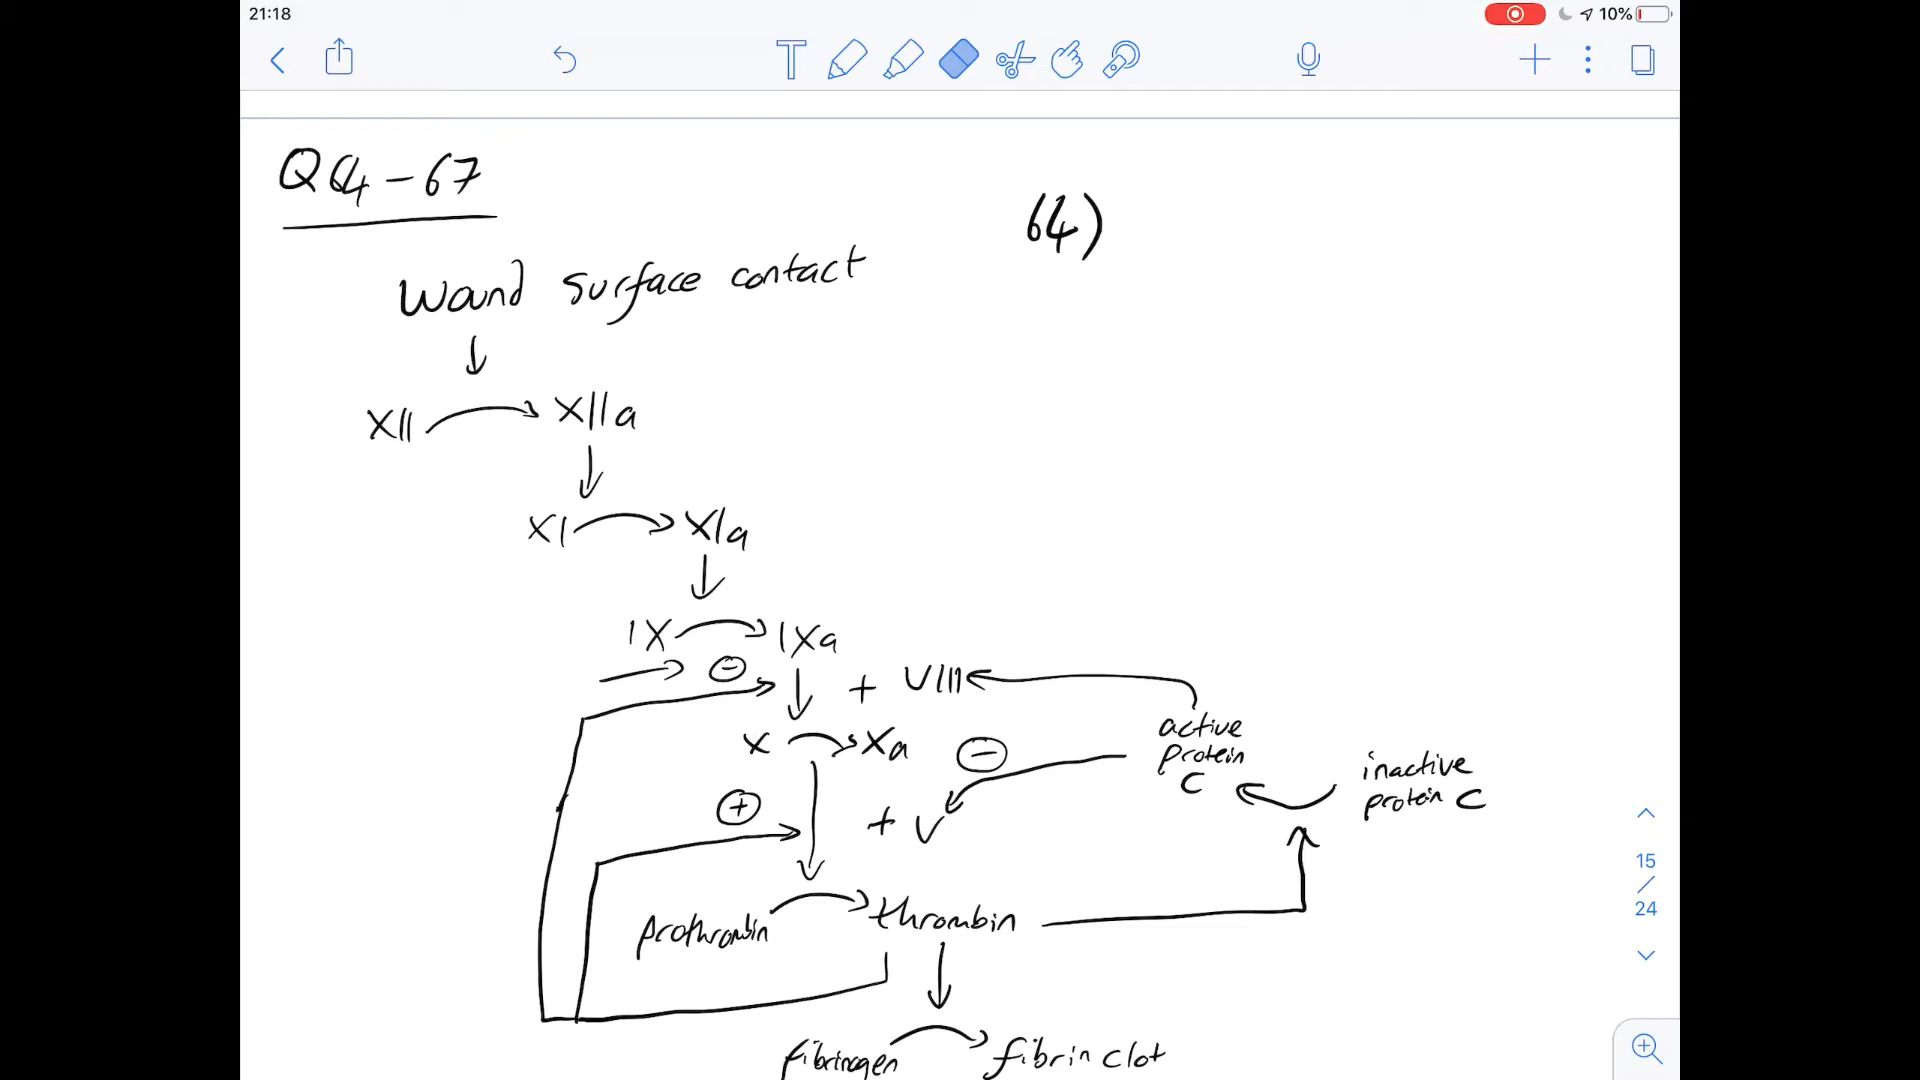 21:18
10%
T
Q64-67
64)
Wound surface contact
XII XIIa
XI XIa
IX IXa
-
+ VIII
active
protein
C
X Xa
-
inactive
protein C
+
+ V
15
/
24
prothrombin thrombin
fibrinogen fibrin clot